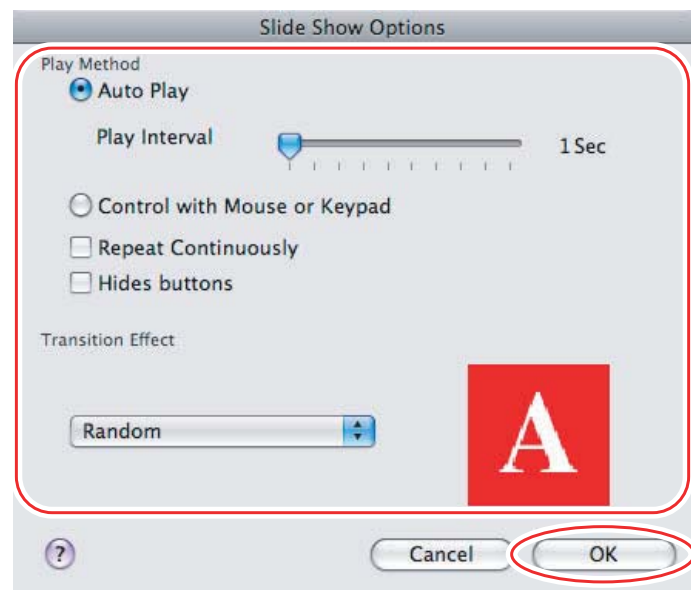 Slide Show Options
Play Method
Auto Play
Play Interval 1 Sec
Control with Mouse or Keypad
Repeat Continuously
Hides buttons
Transition Effect
Random
A
? Cancel OK